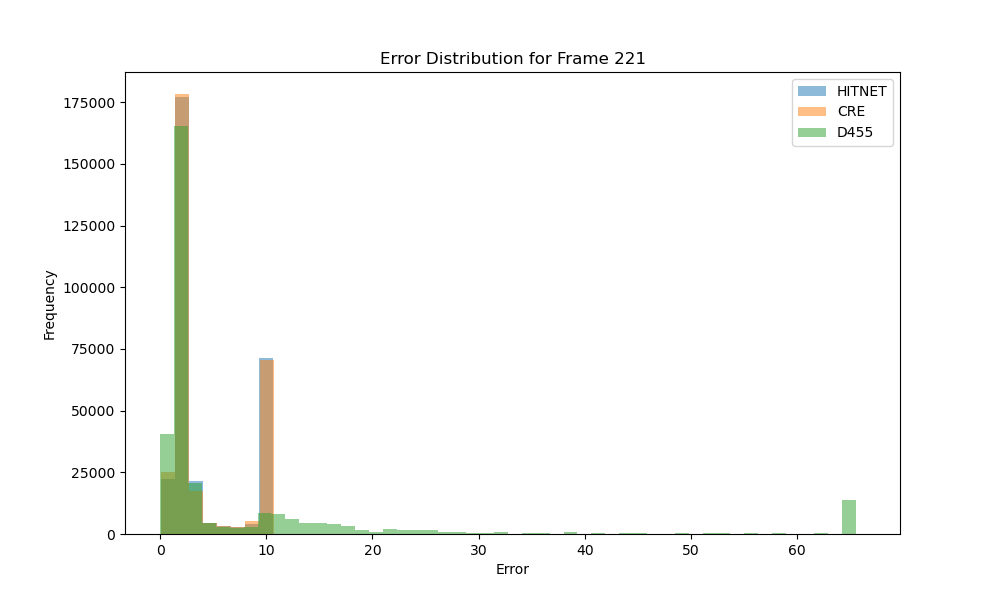 Error Distribution for Frame 221
HITNET
CRE
D455
175000
150000
125000
100000
75000
50000
25000
0
Frequency
0 10 20 30 40 50 60
Error